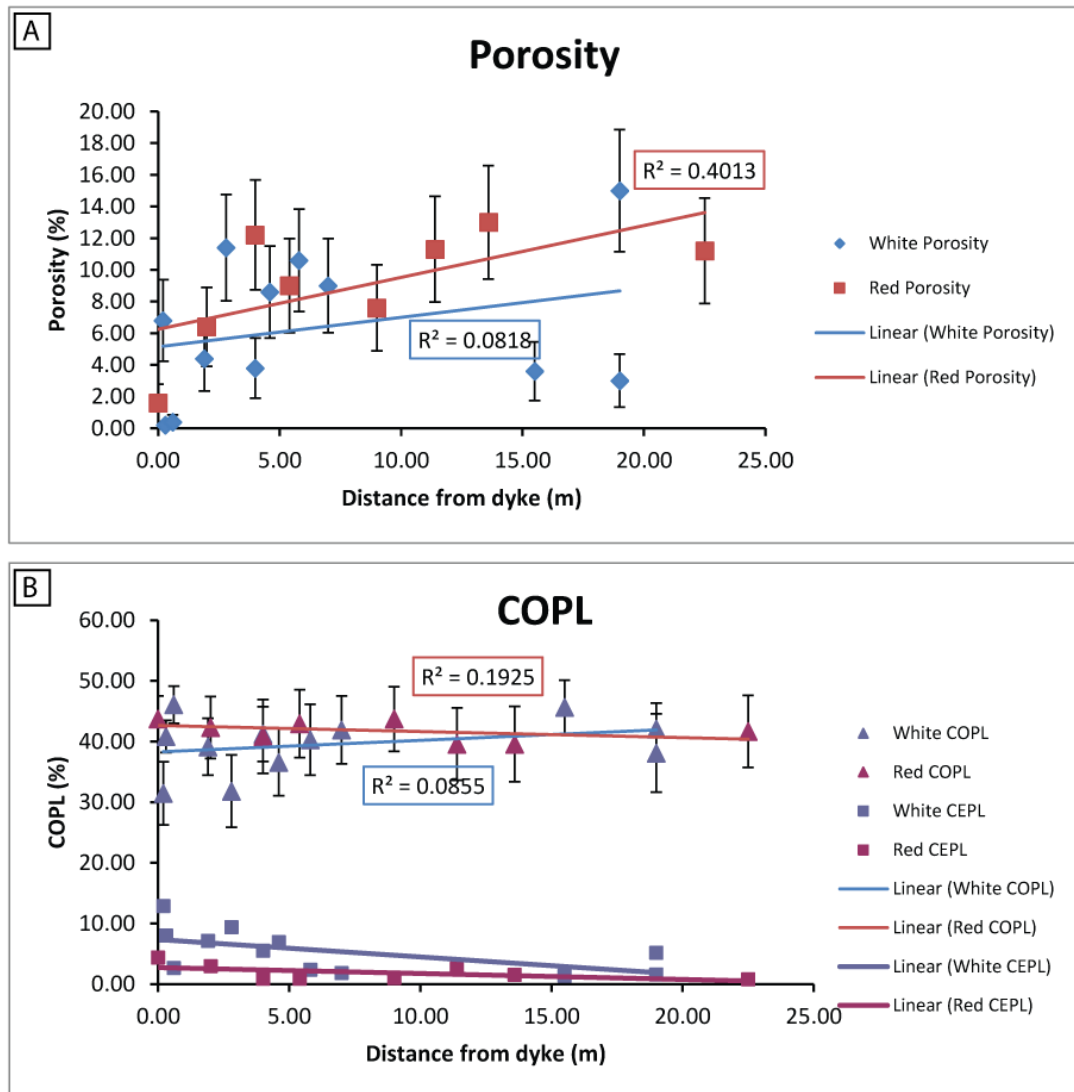 A
Porosity
20.00
18.00
16.00
14.00
12.00
10.00
8.00
6.00
4.00
2.00
0.00
Porosity (%)
R² = 0.4013
R² = 0.0818
0.00 5.00 10.00 15.00 20.00 25.00
Distance from dyke (m)
White Porosity
Red Porosity
Linear (White Porosity)
Linear (Red Porosity)
B
COPL
60.00
50.00
40.00
30.00
20.00
10.00
0.00
COPL (%)
R² = 0.1925
R² = 0.0855
0.00 5.00 10.00 15.00 20.00 25.00
Distance from dyke (m)
White COPL
Red COPL
White CEPL
Red CEPL
Linear (White COPL)
Linear (Red COPL)
Linear (White CEPL)
Linear (Red CEPL)